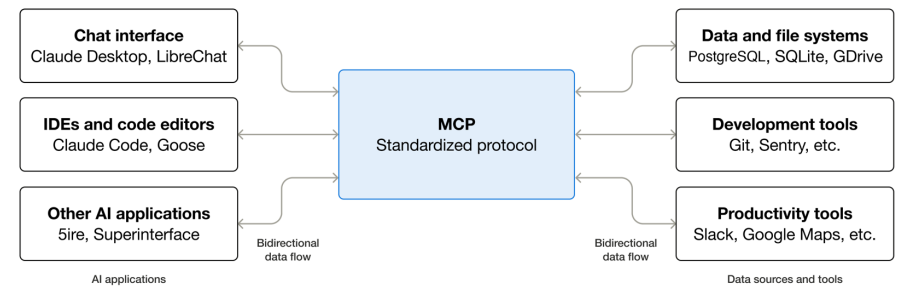 Chat interface
Claude Desktop, LibreChat
IDEs and code editors
Claude Code, Goose
Other AI applications
5ire, Superinterface
AI applications
Bidirectional
data flow
MCP
Standardized protocol
Bidirectional
data flow
Data and file systems
PostgreSQL, SQLite, GDrive
Development tools
Git, Sentry, etc.
Productivity tools
Slack, Google Maps, etc.
Data sources and tools